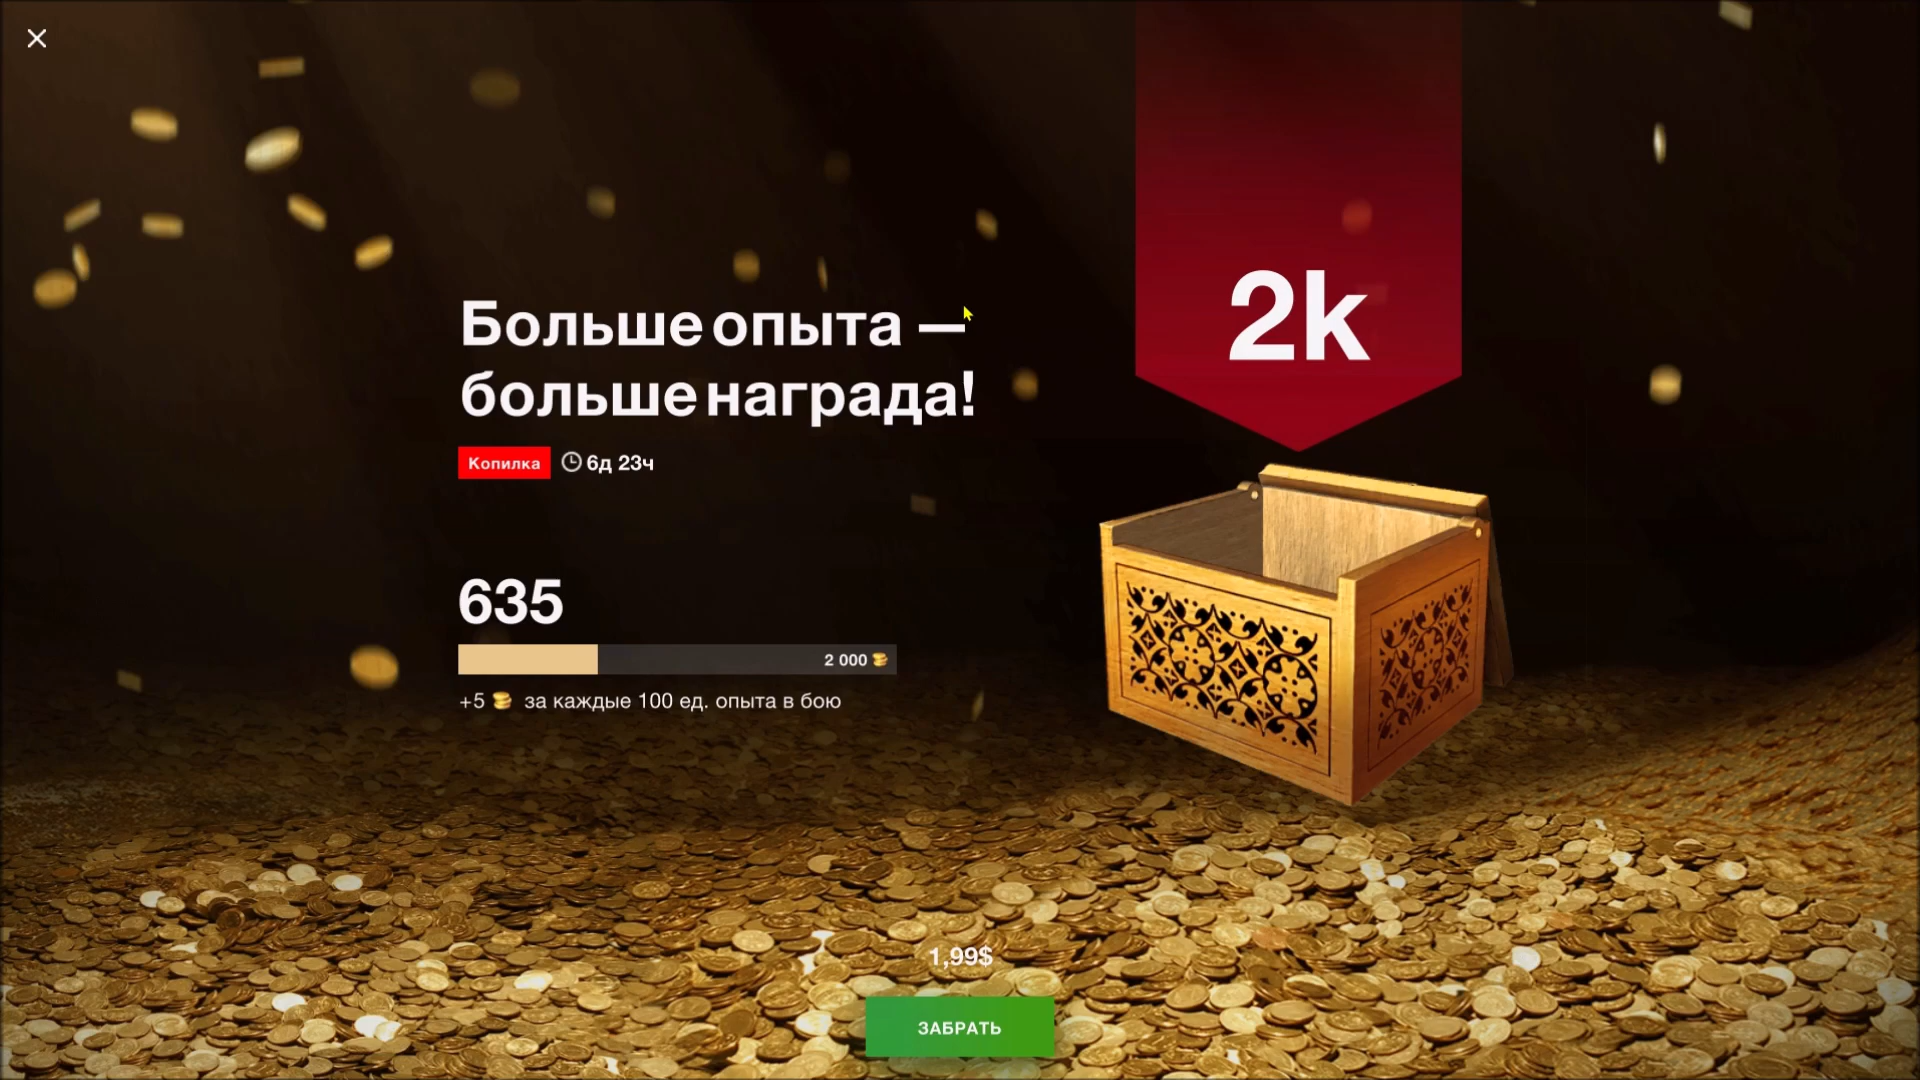 2k
Больше опыта —
больше награда!
Копилка 6д 23ч
635
2 000
+5 за каждые 100 ед. опыта в бою
1,99$
ЗАБРАТЬ